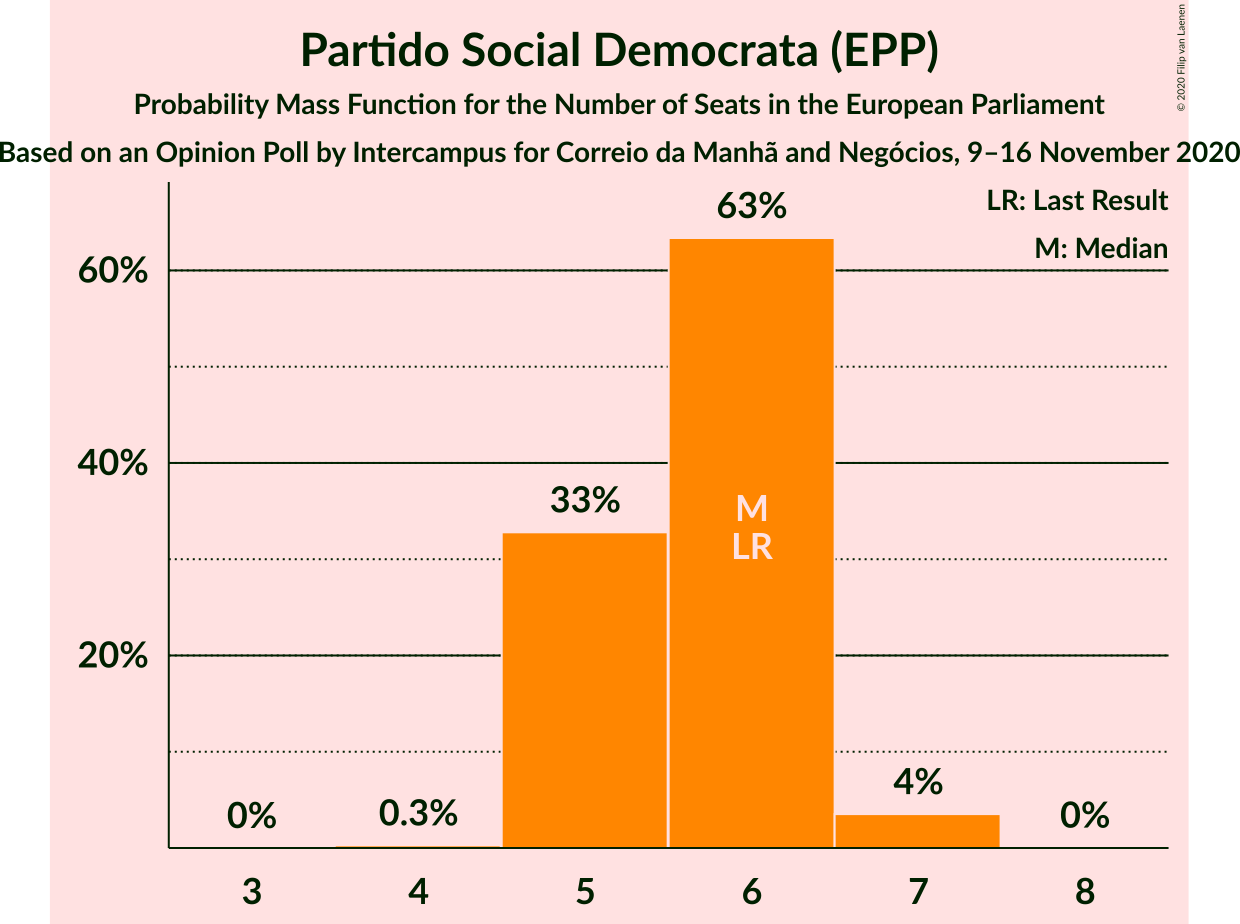 Partido Social Democrata (EPP)
Probability Mass Function for the Number of Seats in the European Parliament
Based on an Opinion Poll by Intercampus for Correio da Manhã and Negócios, 9–16 November 2020
© 2020 Filip van Laenen
LR: Last Result
M: Median
60%
40%
20%
0%
0.3%
33%
63%
M
LR
4%
0%
3
4
5
6
7
8